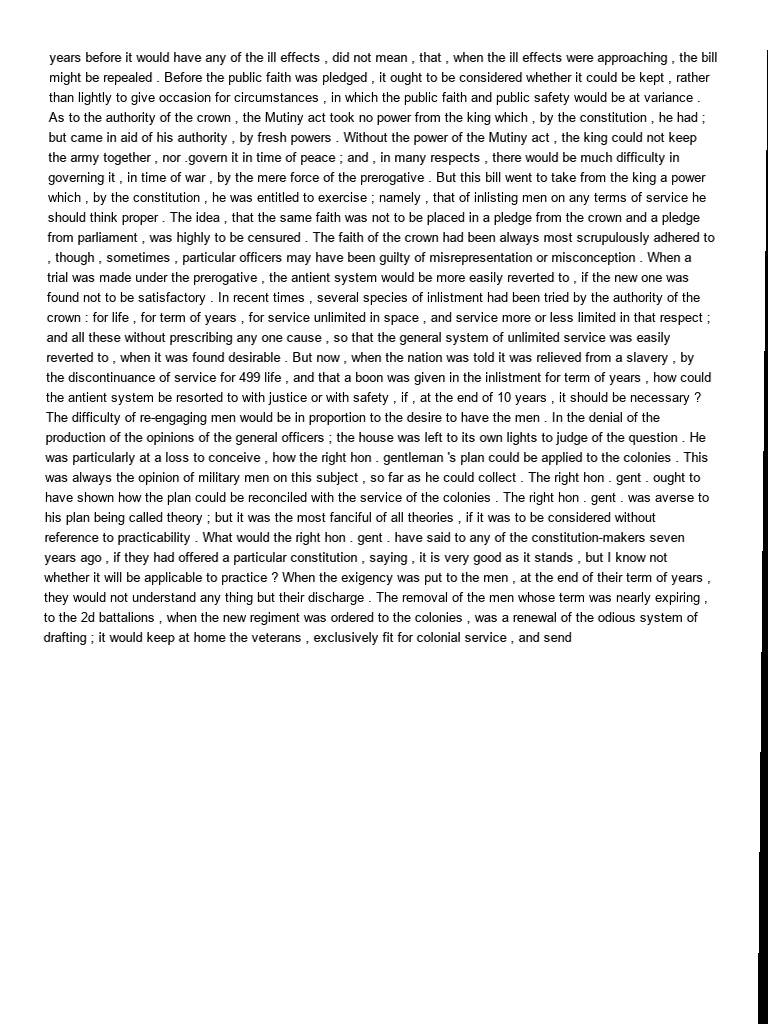 years before it would have any of the ill effects , did not mean , that , when the ill effects were approaching , the bill
might be repealed . Before the public faith was pledged , it ought to be considered whether it could be kept , rather
than lightly to give occasion for circumstances , in which the public faith and public safety would be at variance .
As to the authority of the crown , the Mutiny act took no power from the king which , by the constitution , he had ;
but came in aid of his authority , by fresh powers . Without the power of the Mutiny act , the king could not keep
the army together , nor .govern it in time of peace ; and , in many respects , there would be much difficulty in
governing it , in time of war , by the mere force of the prerogative . But this bill went to take from the king a power
which , by the constitution , he was entitled to exercise ; namely , that of inlisting men on any terms of service he
should think proper . The idea , that the same faith was not to be placed in a pledge from the crown and a pledge
from parliament , was highly to be censured . The faith of the crown had been always most scrupulously adhered to
, though , sometimes , particular officers may have been guilty of misrepresentation or misconception . When a
trial was made under the prerogative , the antient system would be more easily reverted to , if the new one was
found not to be satisfactory . In recent times , several species of inlistment had been tried by the authority of the
crown : for life , for term of years , for service unlimited in space , and service more or less limited in that respect ;
and all these without prescribing any one cause , so that the general system of unlimited service was easily
reverted to , when it was found desirable . But now , when the nation was told it was relieved from a slavery , by
the discontinuance of service for 499 life , and that a boon was given in the inlistment for term of years , how could
the antient system be resorted to with justice or with safety , if , at the end of 10 years , it should be necessary ?
The difficulty of re-engaging men would be in proportion to the desire to have the men . In the denial of the
production of the opinions of the general officers ; the house was left to its own lights to judge of the question . He
was particularly at a loss to conceive , how the right hon . gentleman 's plan could be applied to the colonies . This
was always the opinion of military men on this subject , so far as he could collect . The right hon . gent . ought to
have shown how the plan could be reconciled with the service of the colonies . The right hon . gent . was averse to
his plan being called theory ; but it was the most fanciful of all theories , if it was to be considered without
reference to practicability . What would the right hon . gent . have said to any of the constitution-makers seven
years ago , if they had offered a particular constitution , saying , it is very good as it stands , but I know not
whether it will be applicable to practice ? When the exigency was put to the men , at the end of their term of years ,
they would not understand any thing but their discharge . The removal of the men whose term was nearly expiring ,
to the 2d battalions , when the new regiment was ordered to the colonies , was a renewal of the odious system of
drafting ; it would keep at home the veterans , exclusively fit for colonial service , and send